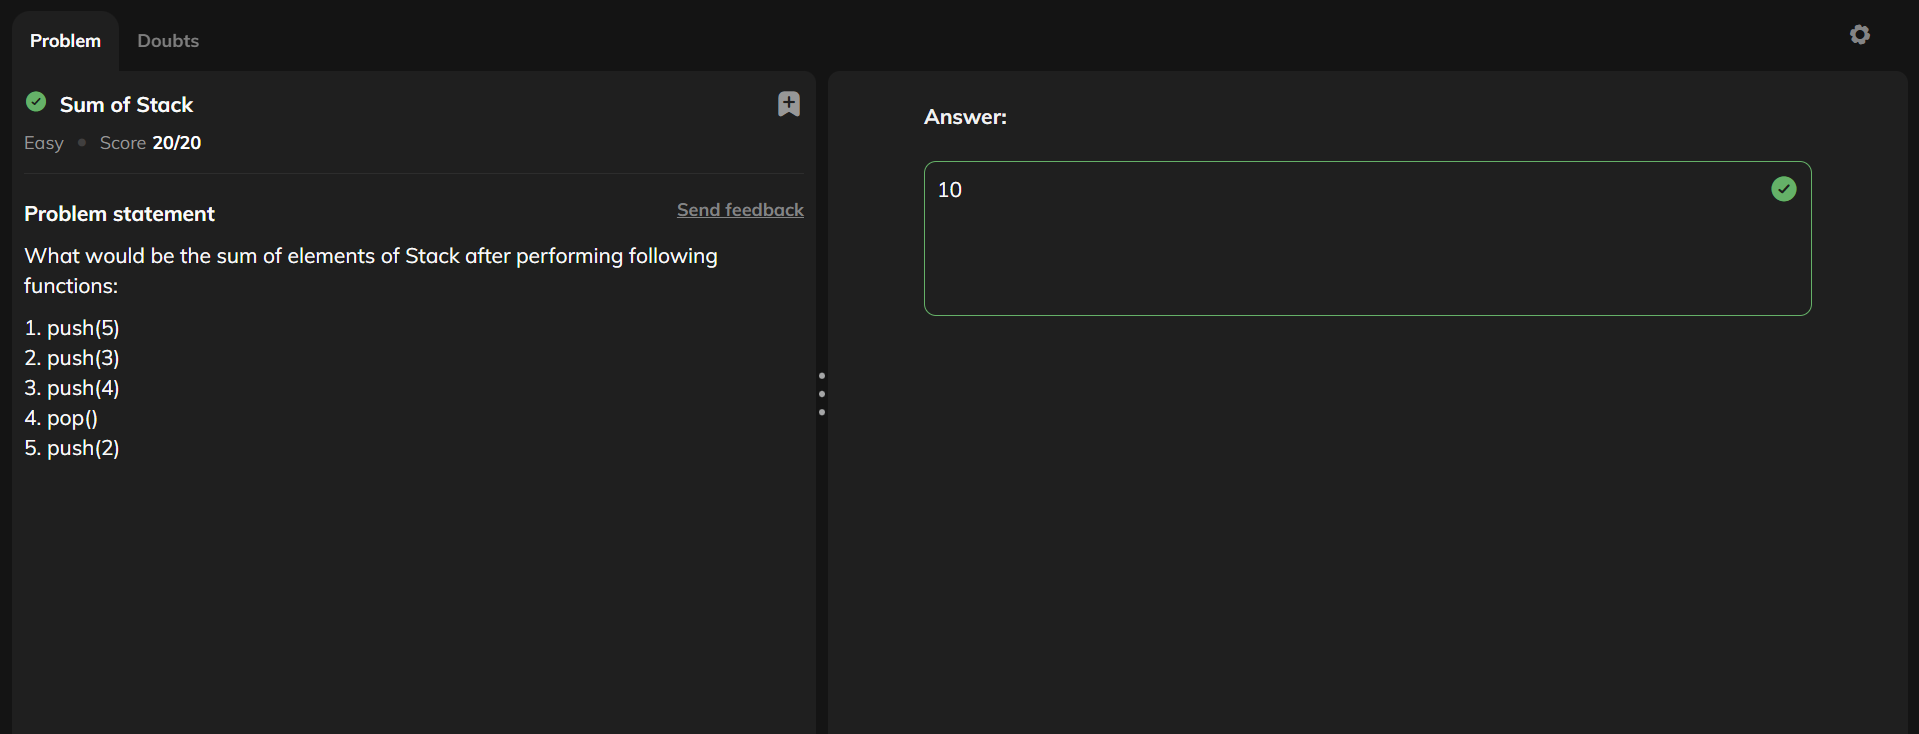 Problem
Doubts
Sum of Stack
Easy • Score 20/20
Problem statement
Send feedback
What would be the sum of elements of Stack after performing following
functions:
1. push(5)
2. push(3)
3. push(4)
4. pop()
5. push(2)
Answer:
10